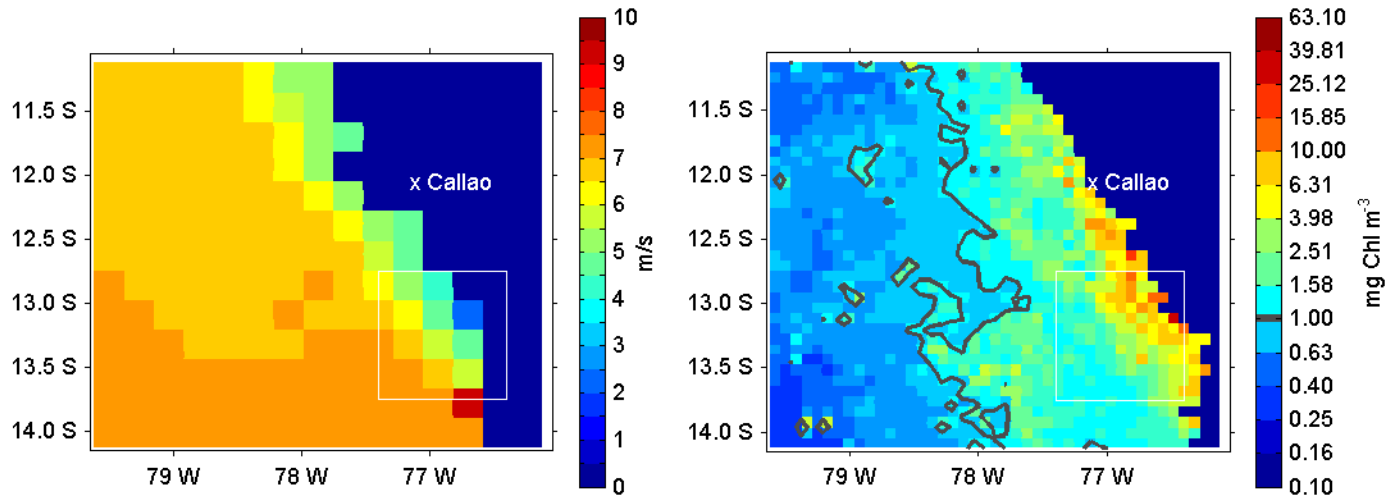 11.5 S
12.0 S
12.5 S
13.0 S
13.5 S
14.0 S
79 W
78 W
77 W
x Callao
10
9
8
7
6
5
4
3
2
1
0
m/s
11.5 S
12.0 S
12.5 S
13.0 S
13.5 S
14.0 S
79 W
78 W
77 W
x Callao
63.10
39.81
25.12
15.85
10.00
6.31
3.98
2.51
1.58
1.00
0.63
0.40
0.25
0.16
0.10
mg Chl m-3